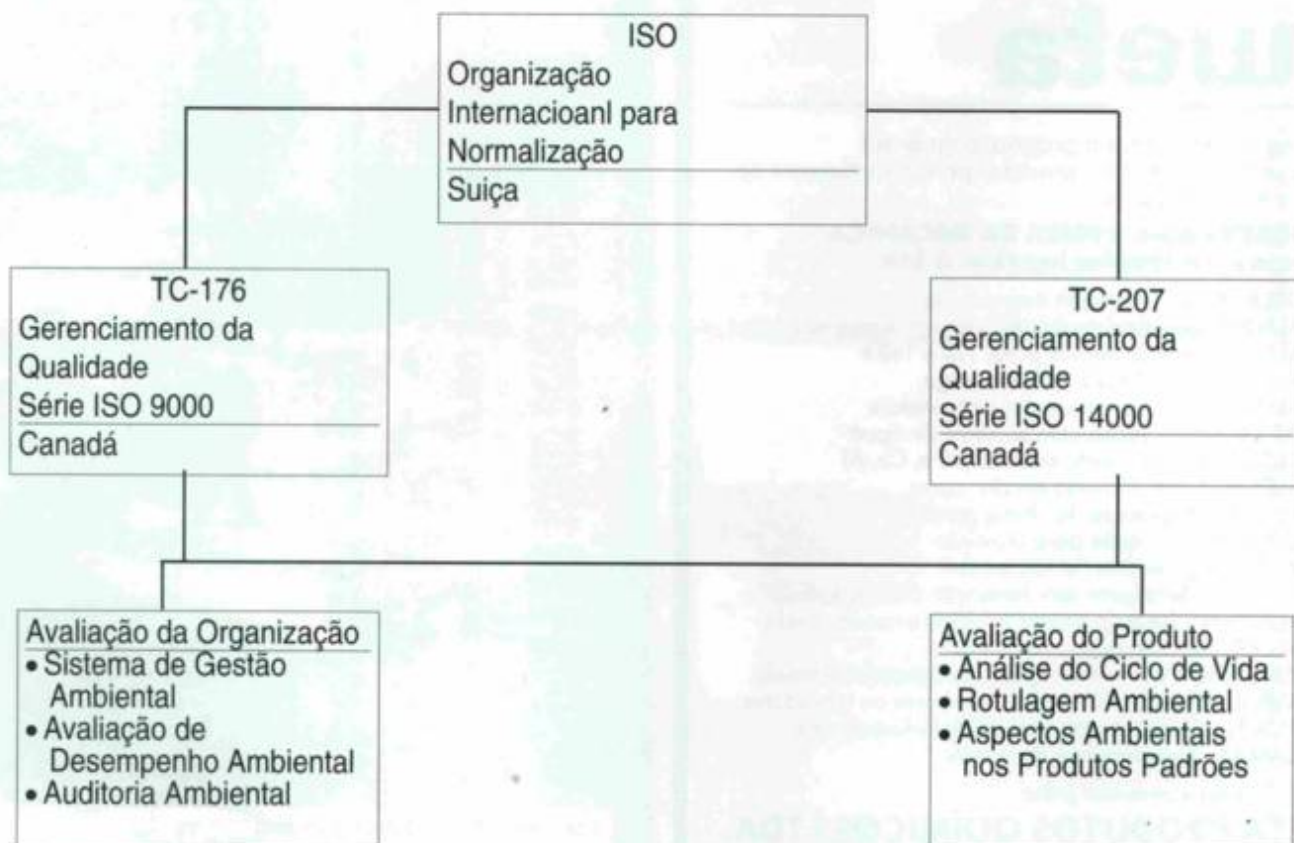 ISO
Organização
Internacioanl para
Normalização
Suiça
TC-176
Gerenciamento da
Qualidade
Série ISO 9000
Canadá
TC-207
Gerenciamento da
Qualidade
Série ISO 14000
Canadá
Avaliação da Organização
• Sistema de Gestão
Ambiental
• Avaliação de
Desempenho Ambiental
• Auditoria Ambiental
Avaliação do Produto
• Análise do Ciclo de Vida
• Rotulagem Ambiental
• Aspectos Ambientais
nos Produtos Padrões